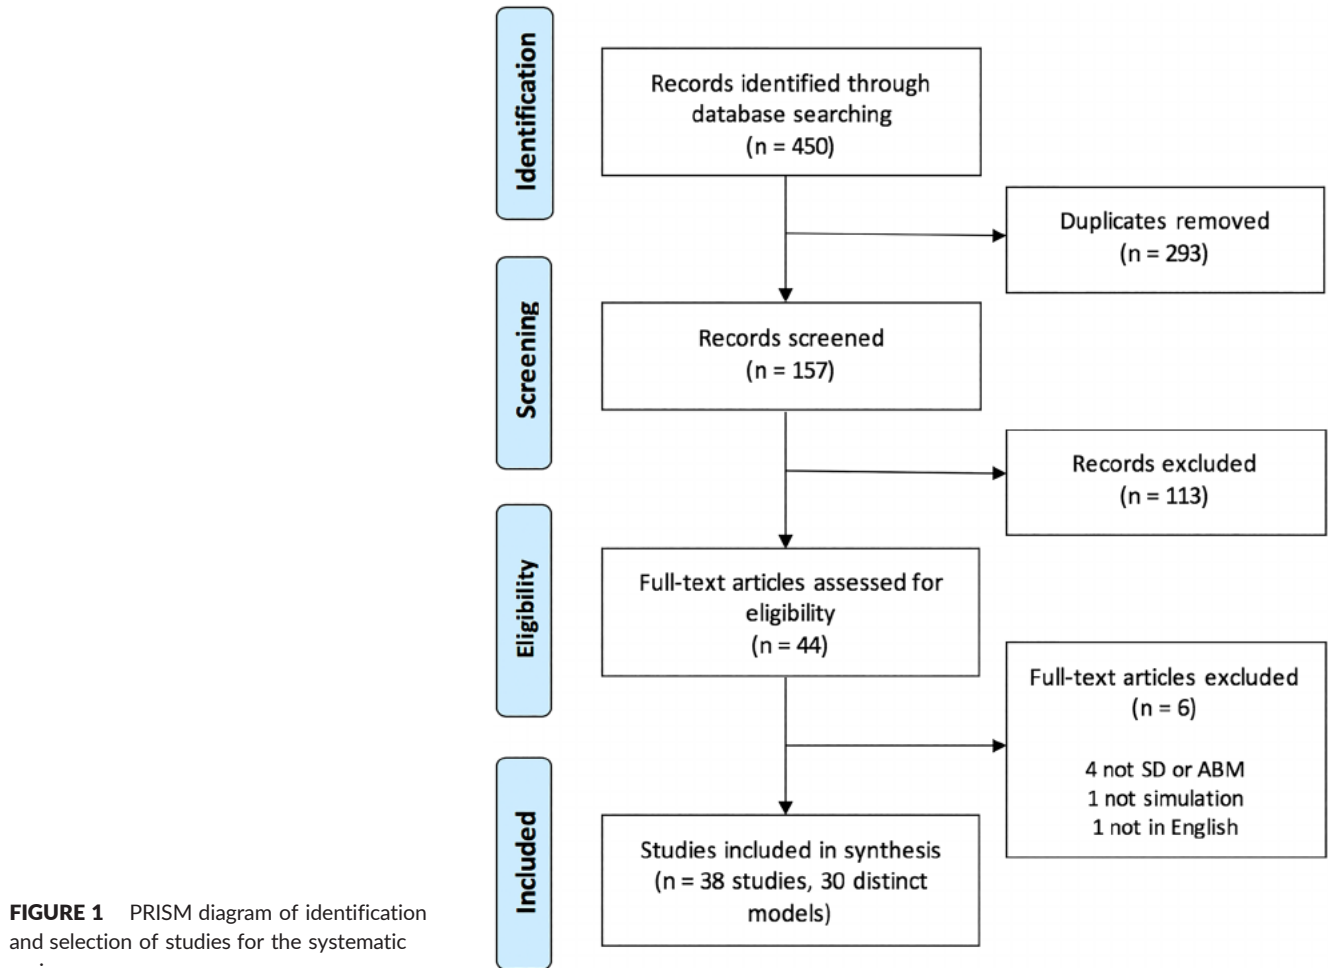 Identification
Records identified through
database searching
(n = 450)
Duplicates removed
(n = 293)
Screening
Records screened
(n = 157)
Records excluded
(n = 113)
Eligibility
Full-text articles assessed for
eligibility
(n = 44)
Full-text articles excluded
(n = 6)
4 not SD or ABM
1 not simulation
1 not in English
Included
Studies included in synthesis
(n = 38 studies, 30 distinct
models)
FIGURE 1 PRISM diagram of identification
and selection of studies for the systematic